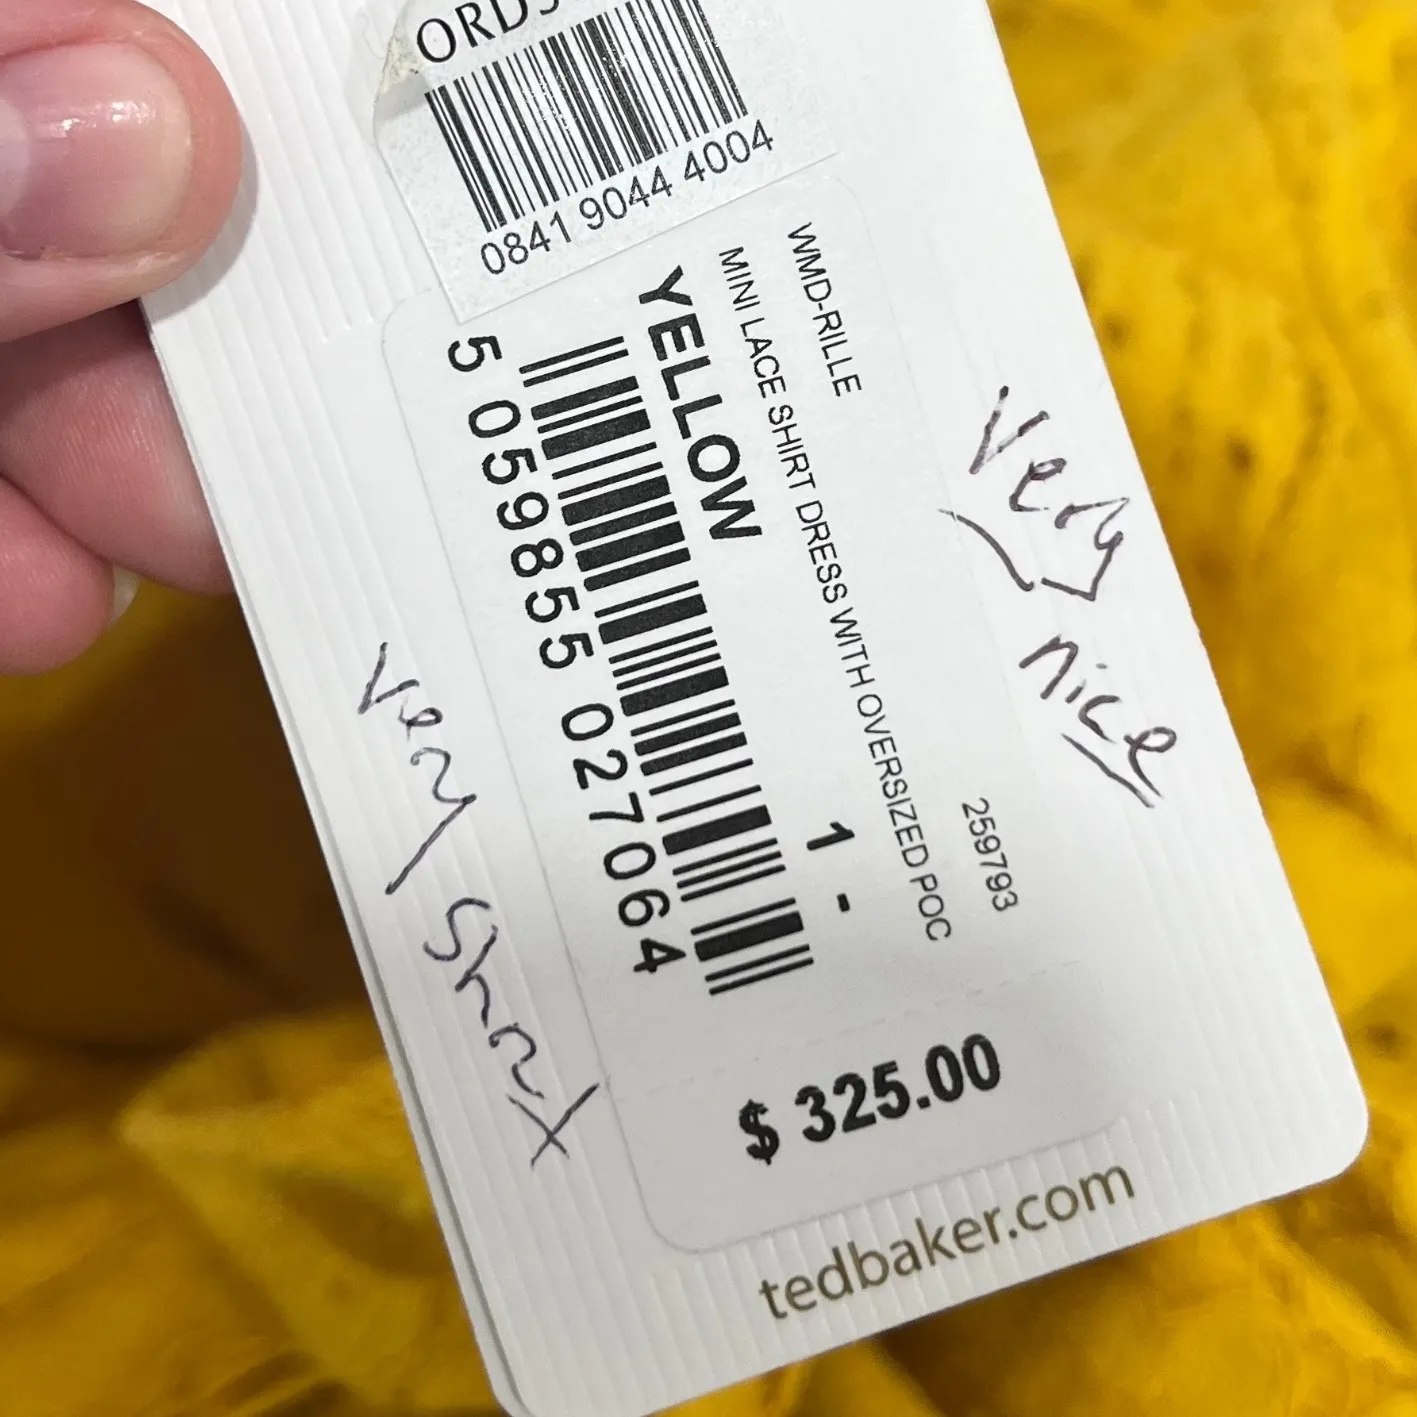 0841 9044 4004
WMD-RILLE
259793
MINI LACE SHIRT DRESS WITH OVERSIZED POC
YELLOW
1 -
5 059855 027064
$ 325.00
tedbaker.com
very nice
very short